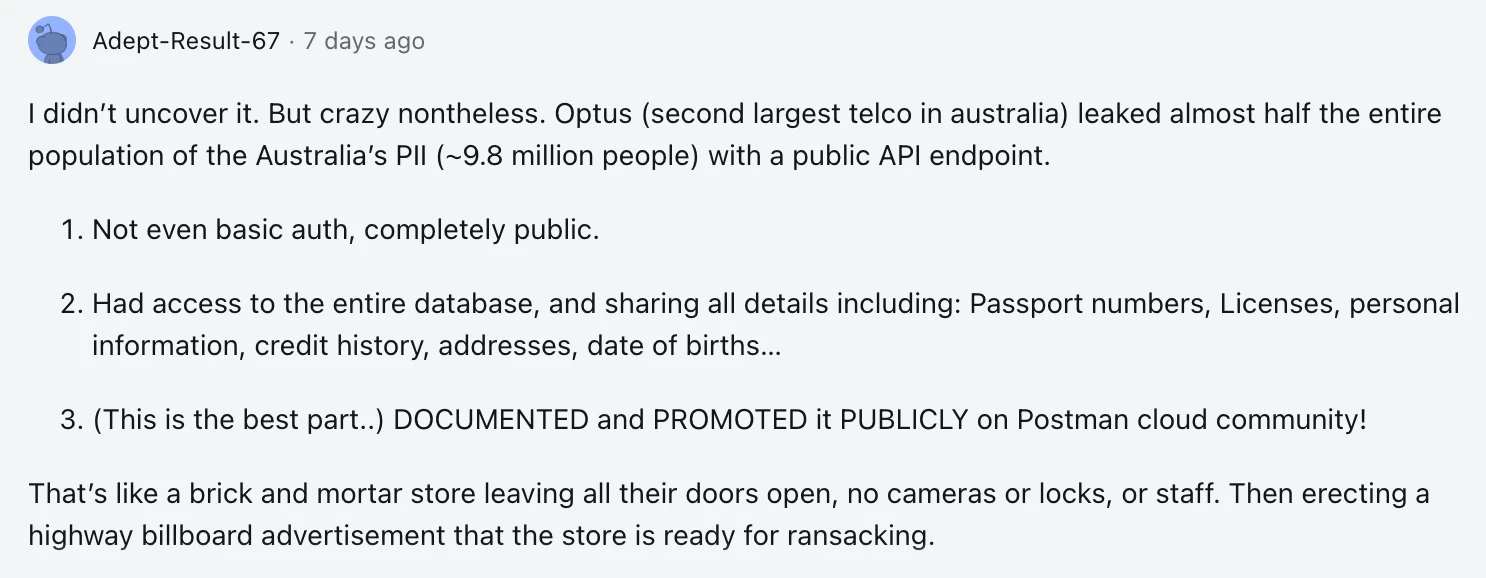 Adept-Result-67 · 7 days ago
I didn’t uncover it. But crazy nontheless. Optus (second largest telco in australia) leaked almost half the entire
population of the Australia’s PII (~9.8 million people) with a public API endpoint.
1. Not even basic auth, completely public.
2. Had access to the entire database, and sharing all details including: Passport numbers, Licenses, personal
information, credit history, addresses, date of births...
3. (This is the best part..) DOCUMENTED and PROMOTED it PUBLICLY on Postman cloud community!
That’s like a brick and mortar store leaving all their doors open, no cameras or locks, or staff. Then erecting a
highway billboard advertisement that the store is ready for ransacking.